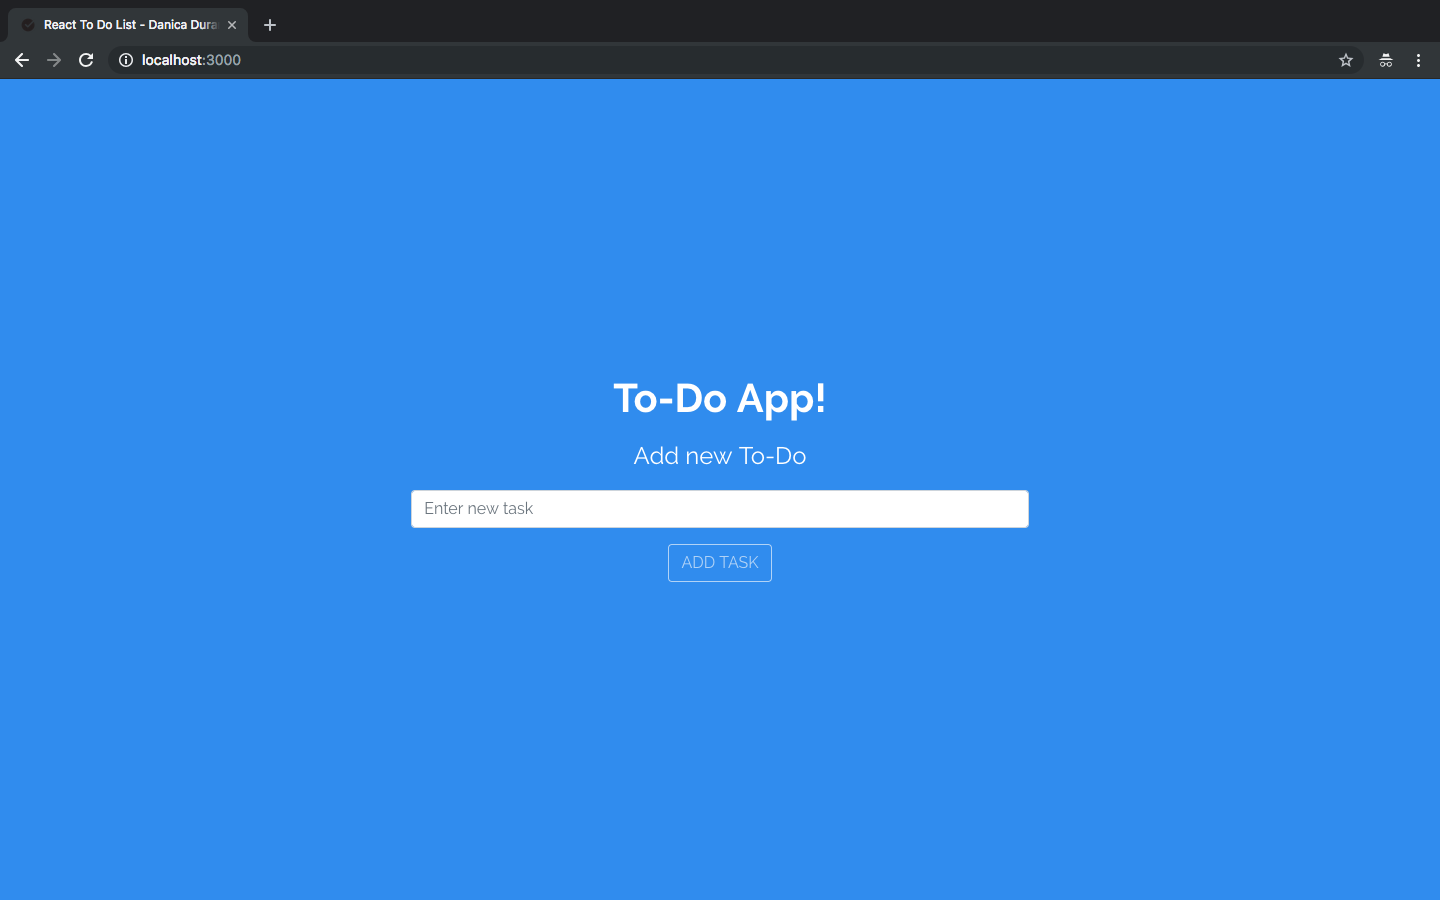 React To Do List - Danica Dura
localhost:3000
To-Do App!
Add new To-Do
Enter new task
ADD TASK